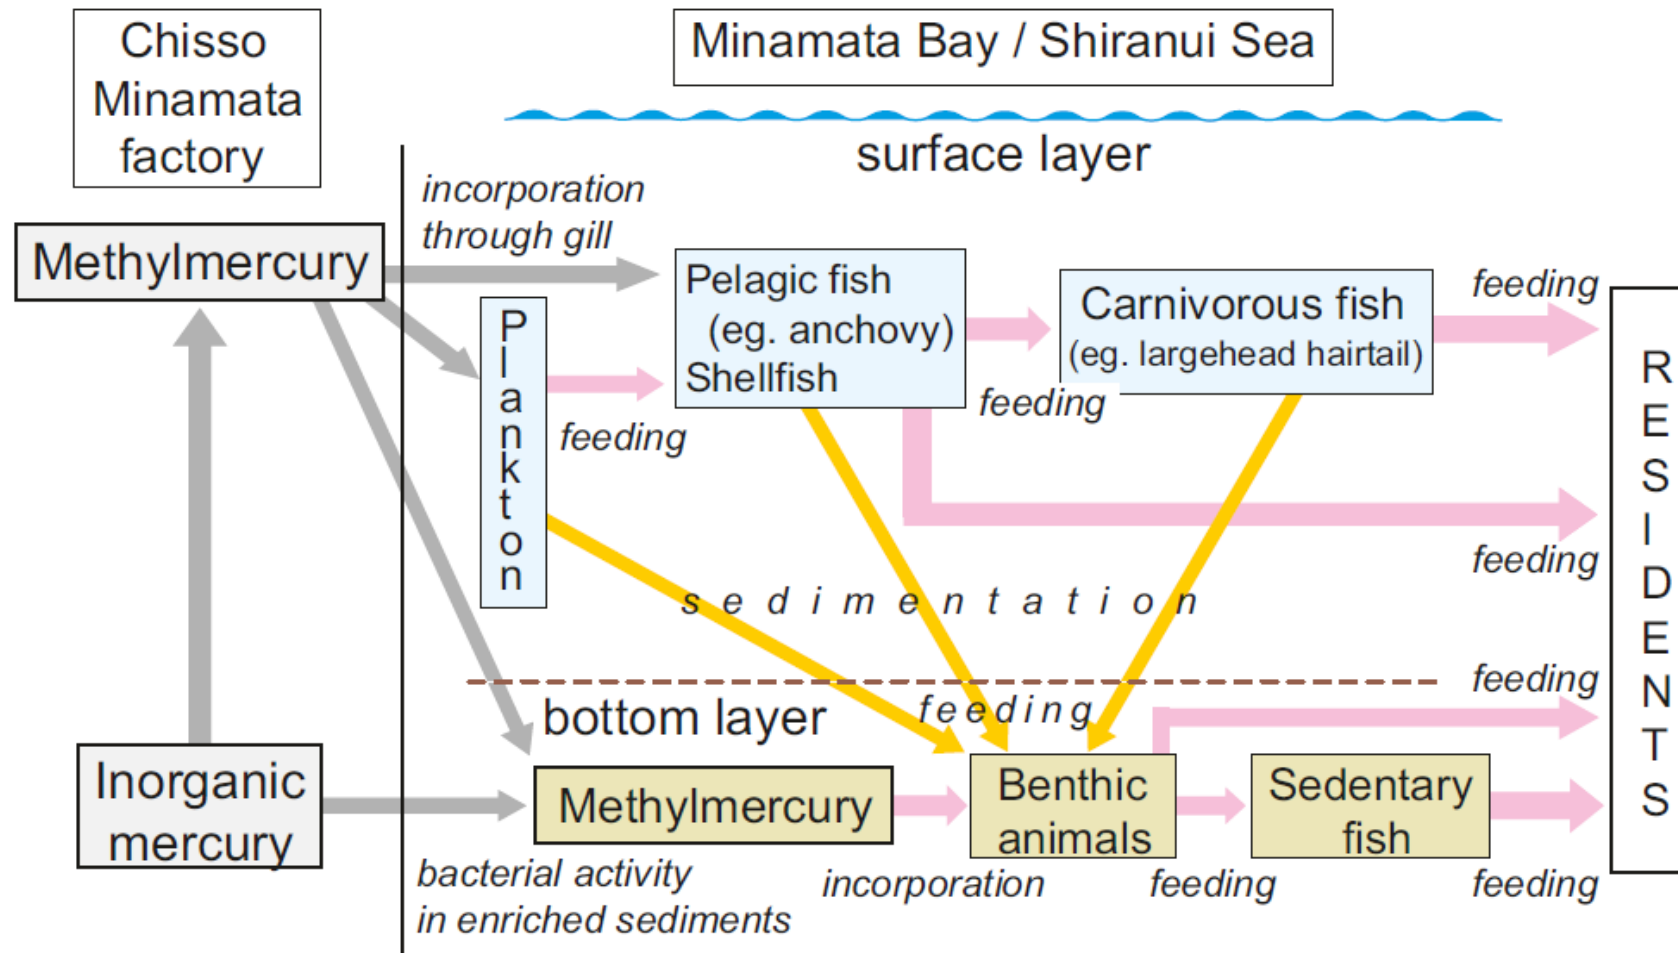 Chisso
Minamata
factory
Minamata Bay / Shiranui Sea
surface layer
incorporation
through gill
Methylmercury
Plankton
feeding
Pelagic fish
(eg. anchovy)
Shellfish
feeding
Carnivorous fish
(eg. largehead hairtail)
feeding
feeding
RESIDENTS
sedimentation
feeding
bottom layer
feeding
Inorganic
mercury
Methylmercury
Benthic
animals
Sedentary
fish
bacterial activity
in enriched sediments
incorporation
feeding
feeding